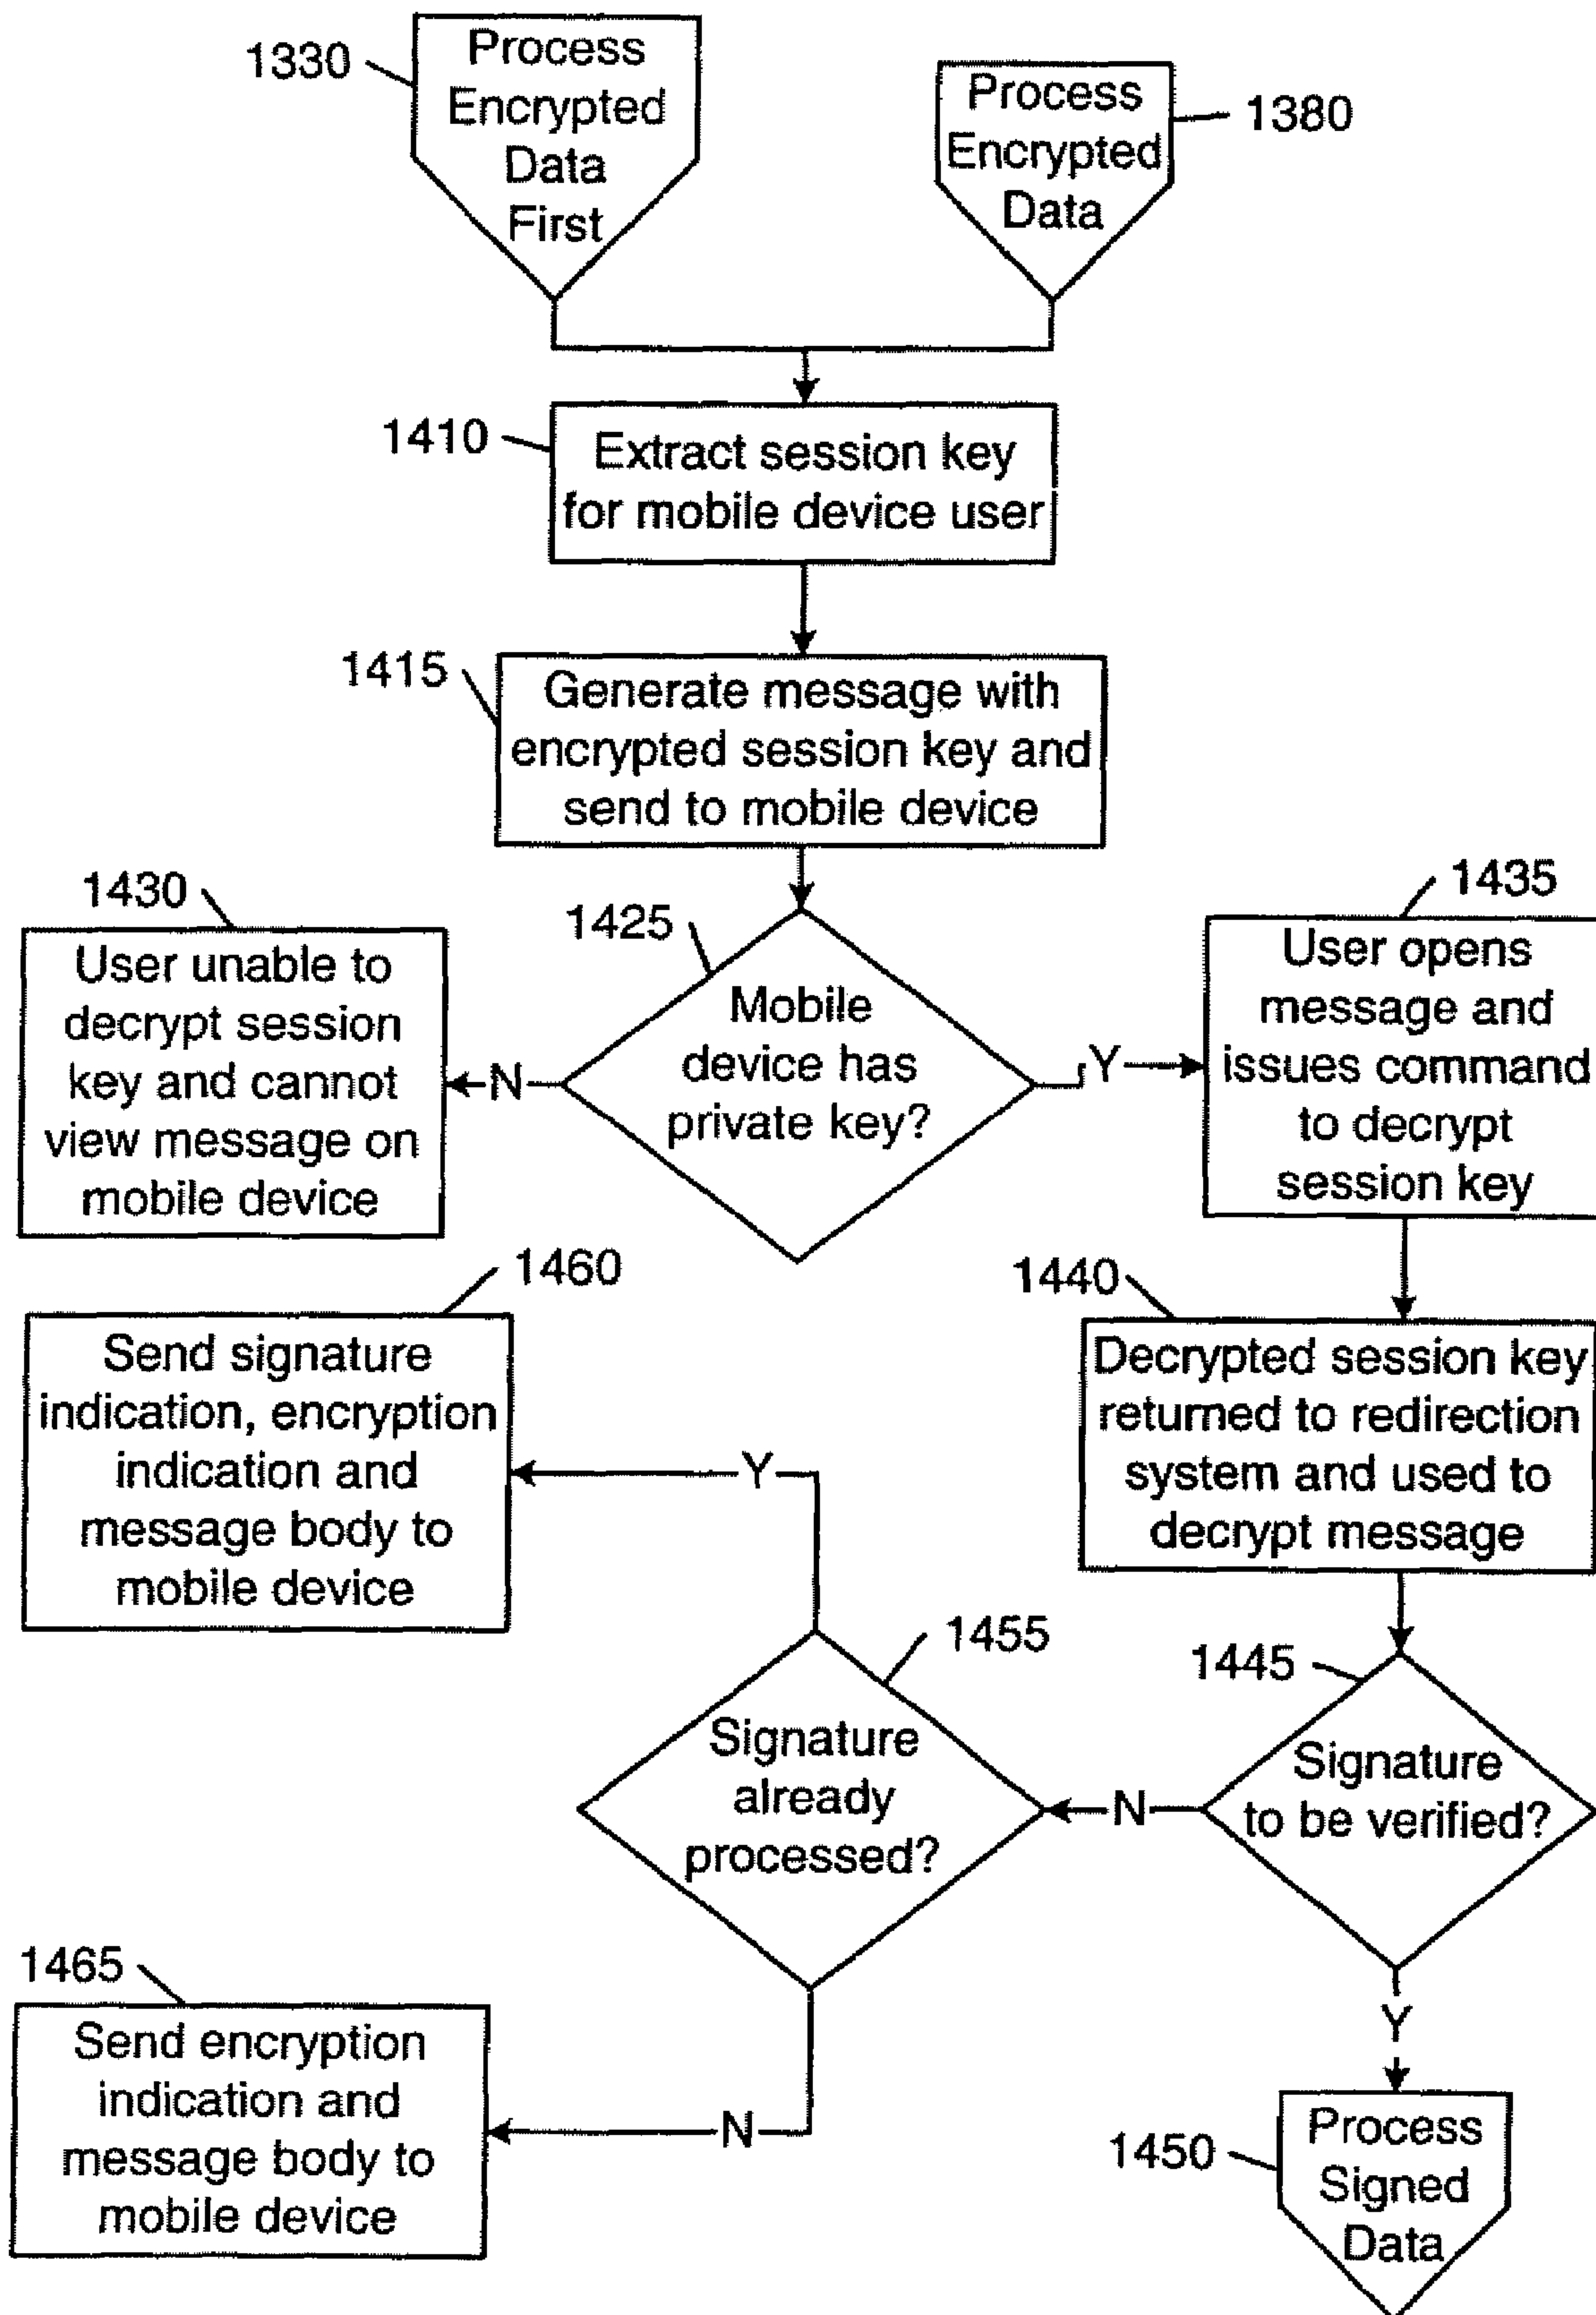 1330
Process
Encrypted
Data
First
Process
Encrypted
Data
1380
1410
Extract session key
for mobile device user
1415
Generate message with
encrypted session key and
send to mobile device
1430
User unable to
decrypt session
key and cannot
view message on
mobile device
N
1425
Mobile
device has
private key?
Y
1435
User opens
message and
issues command
to decrypt
session key
1460
Send signature
indication, encryption
indication and
message body to
mobile device
Y
1440
Decrypted session key
returned to redirection
system and used to
decrypt message
1455
Signature
already
processed?
N
1445
Signature
to be verified?
1465
Send encryption
indication and
message body to
mobile device
N
Y
1450
Process
Signed
Data